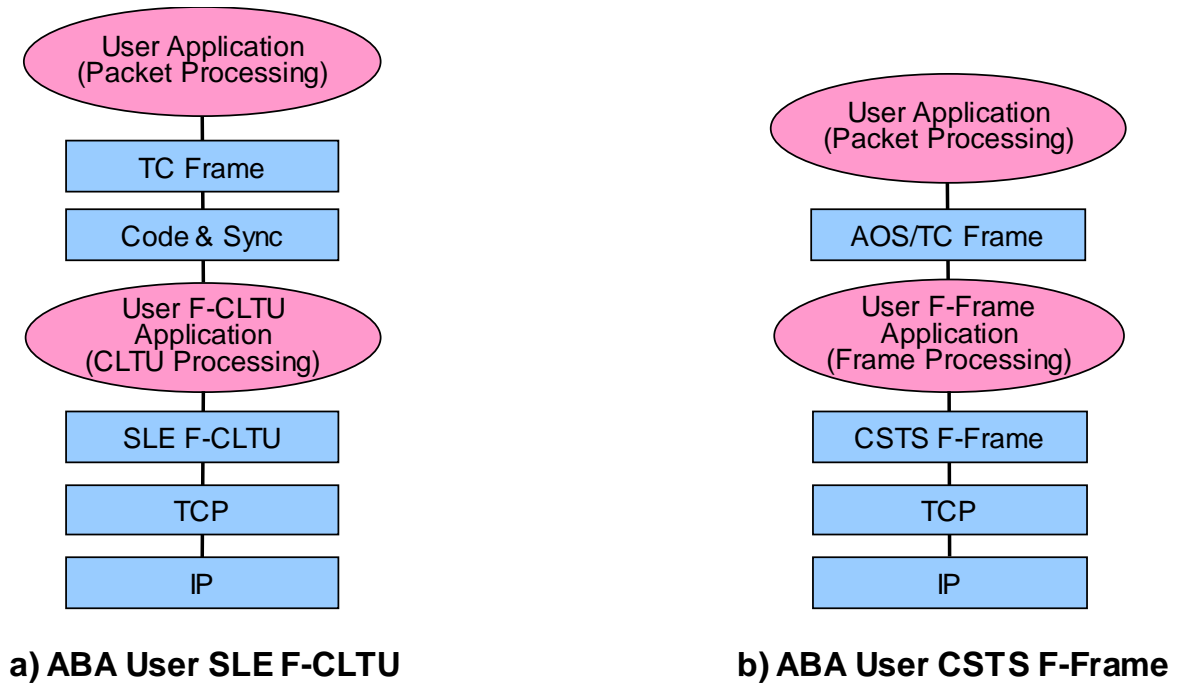 User Application
(Packet Processing)
TC Frame
Code & Sync
User F-CLTU
Application
(CLTU Processing)
SLE F-CLTU
TCP
IP
a) ABA User SLE F-CLTU
User Application
(Packet Processing)
AOS/TC Frame
User F-Frame
Application
(Frame Processing)
CSTS F-Frame
TCP
IP
b) ABA User CSTS F-Frame